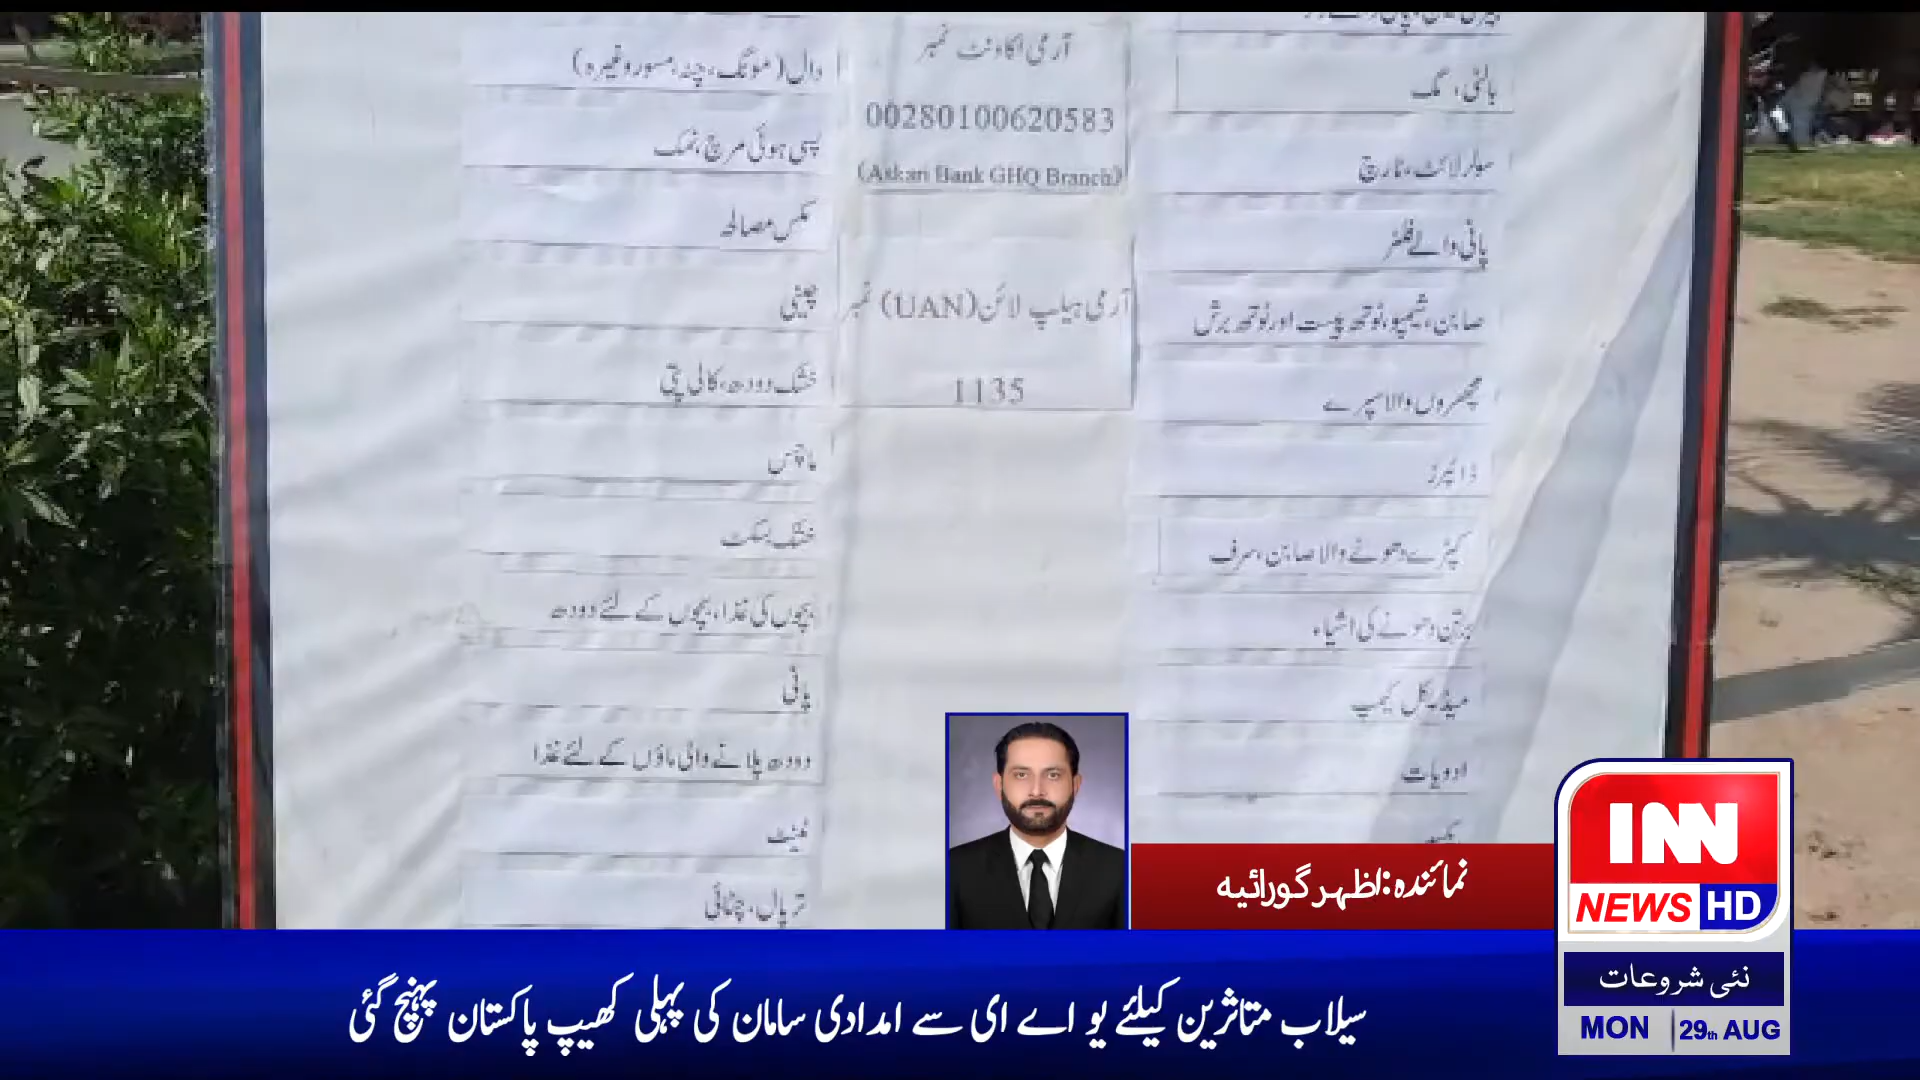 بالٹی، مگ
سولر لائٹ، ٹارچ
پانی والے فلٹر
صابن، شیمپو، ٹوتھ پیسٹ اور ٹوتھ برش
مچھروں والا سپرے
ڈائپرز
کپڑے دھونے والا صابن، سرف
برتن دھونے کی اشیاء
میڈیکل کیمپ
ادویات
آرمی اکاونٹ نمبر
00280100620583
(Askari Bank GHQ Branch)
آرمی ہیلپ لائن (UAN) نمبر
1135
دال (مونگ، چنہ، مسور وغیرہ)
پسی ہوئی مرچ، نمک
مکس مصالحہ
چینی
خشک دودھ، کالی پتی
ماچس
خشک بسکٹ
بچوں کی غذا، بچوں کے لئے دودھ
پانی
دودھ پلانے والی ماؤں کے لئے غذا
ٹینٹ
ترپال، چٹائی
نمائندہ: اظہر گورائیہ
INN
NEWS HD
نئی شروعات
MON 29th AUG
سیلاب متاثرین کیلئے یو اے ای سے امدادی سامان کی پہلی کھیپ پاکستان پہنچ گئی